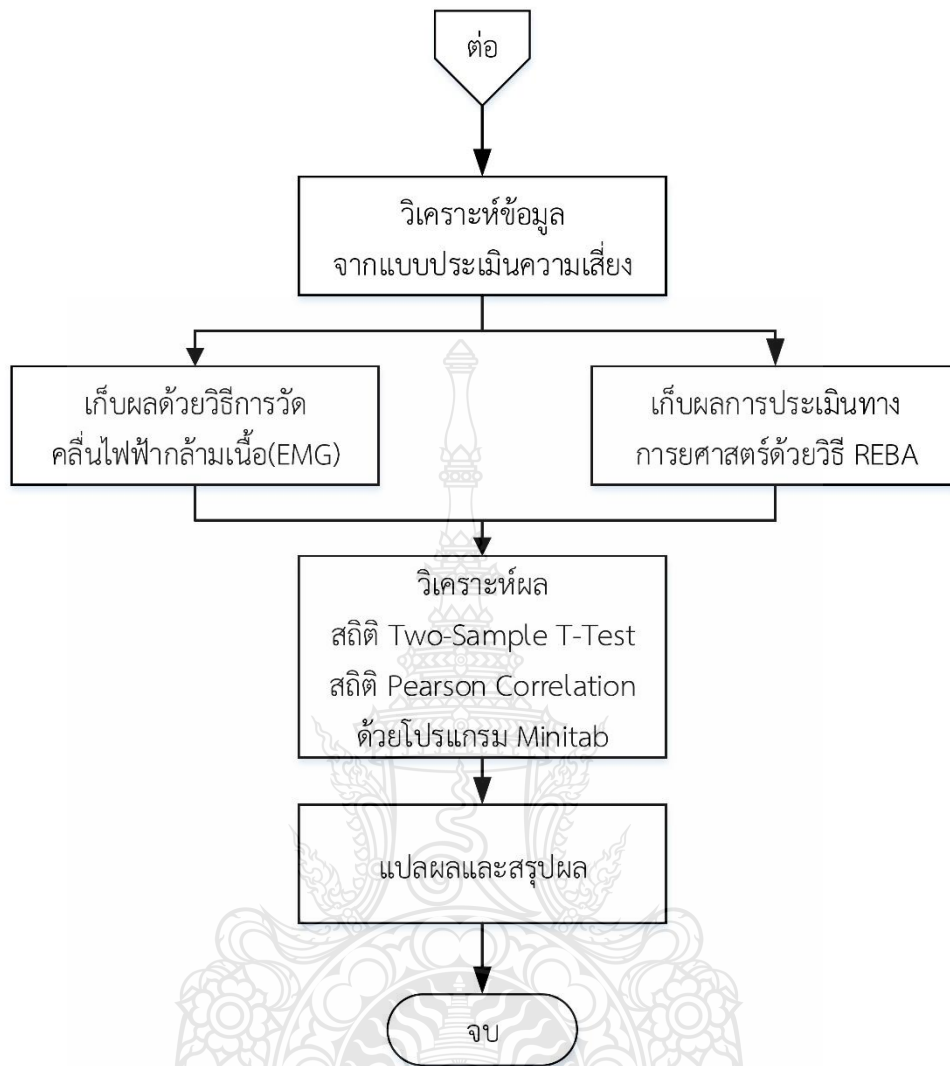 ต่อ
วิเคราะห์ข้อมูล
จากแบบประเมินความเสี่ยง
เก็บผลด้วยวิธีการวัด
คลื่นไฟฟ้ากล้ามเนื้อ(EMG)
เก็บผลการประเมินทาง
การยศาสตร์ด้วยวิธี REBA
วิเคราะห์ผล
สถิติ Two-Sample T-Test
สถิติ Pearson Correlation
ด้วยโปรแกรม Minitab
แปลผลและสรุปผล
จบ